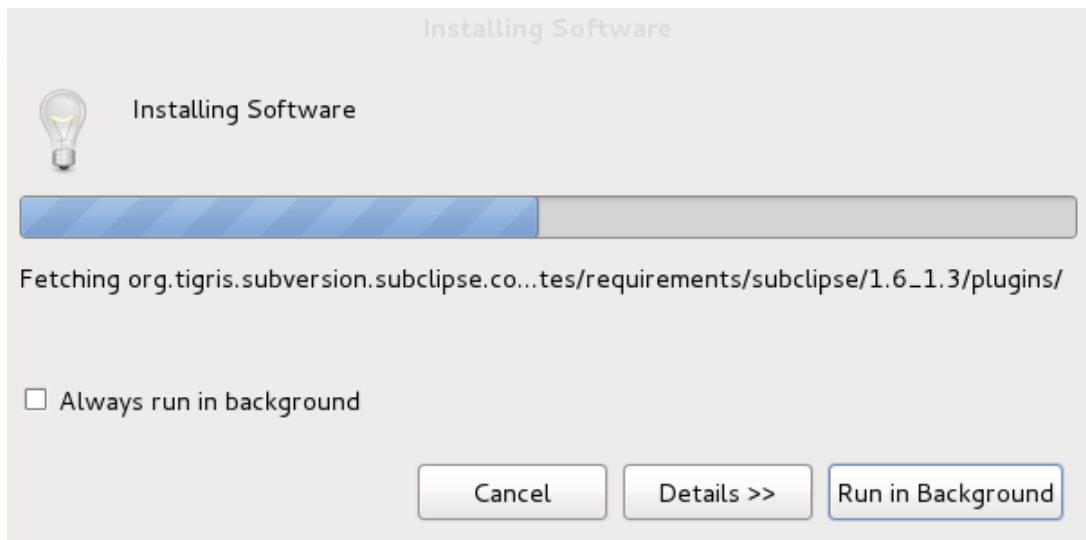 Installing Software
Installing Software
Fetching org.tigris.subversion.subclipse.co...tes/requirements/subclipse/1.6_1.3/plugins/
Always run in background
Cancel
Details >>
Run in Background